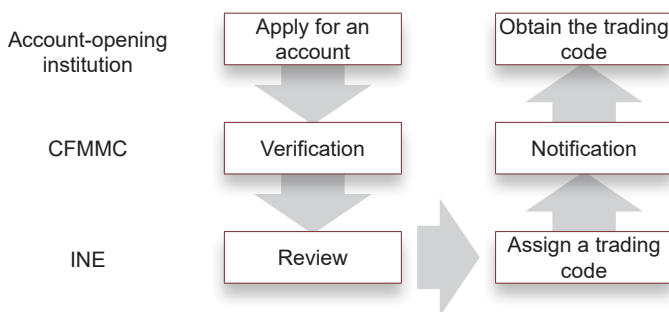 Account-opening
institution
Apply for an
account
Obtain the trading
code
CFMMC
Verification
Notification
INE
Review
Assign a trading
code